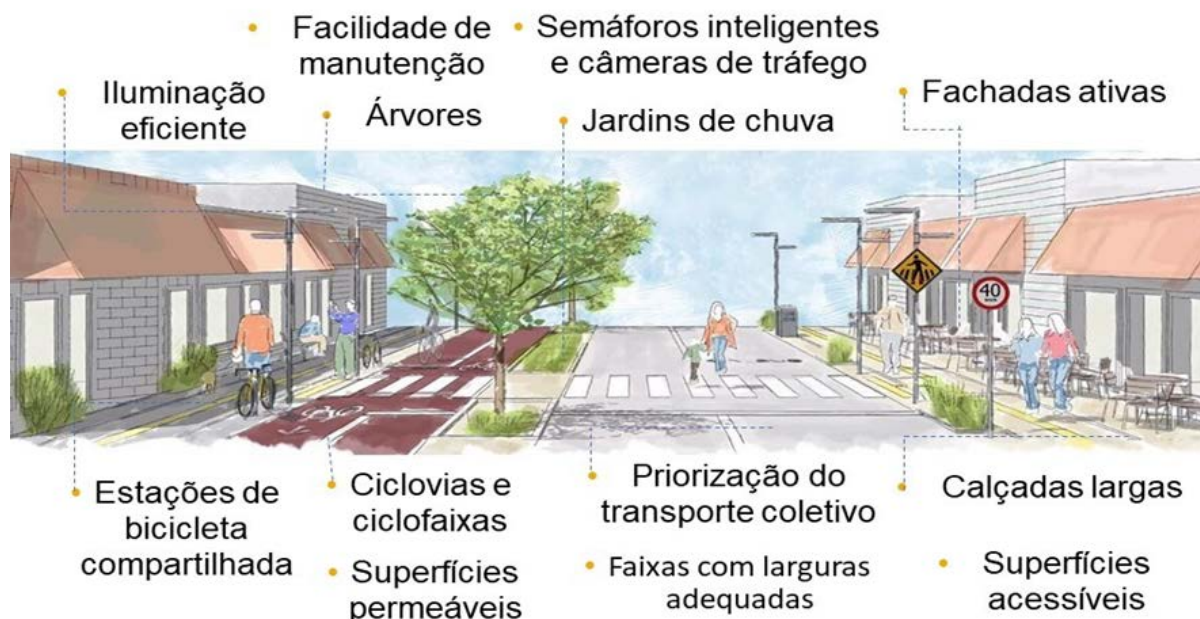 Facilidade de
manutenção
Semáforos inteligentes
e câmeras de tráfego
Iluminação
eficiente
Árvores
Jardins de chuva
Fachadas ativas
40
Estações de
bicicleta
compartilhada
Ciclovias e
ciclofaixas
Priorização do
transporte coletivo
Calçadas largas
Superfícies
permeáveis
Faixas com larguras
adequadas
Superfícies
acessíveis